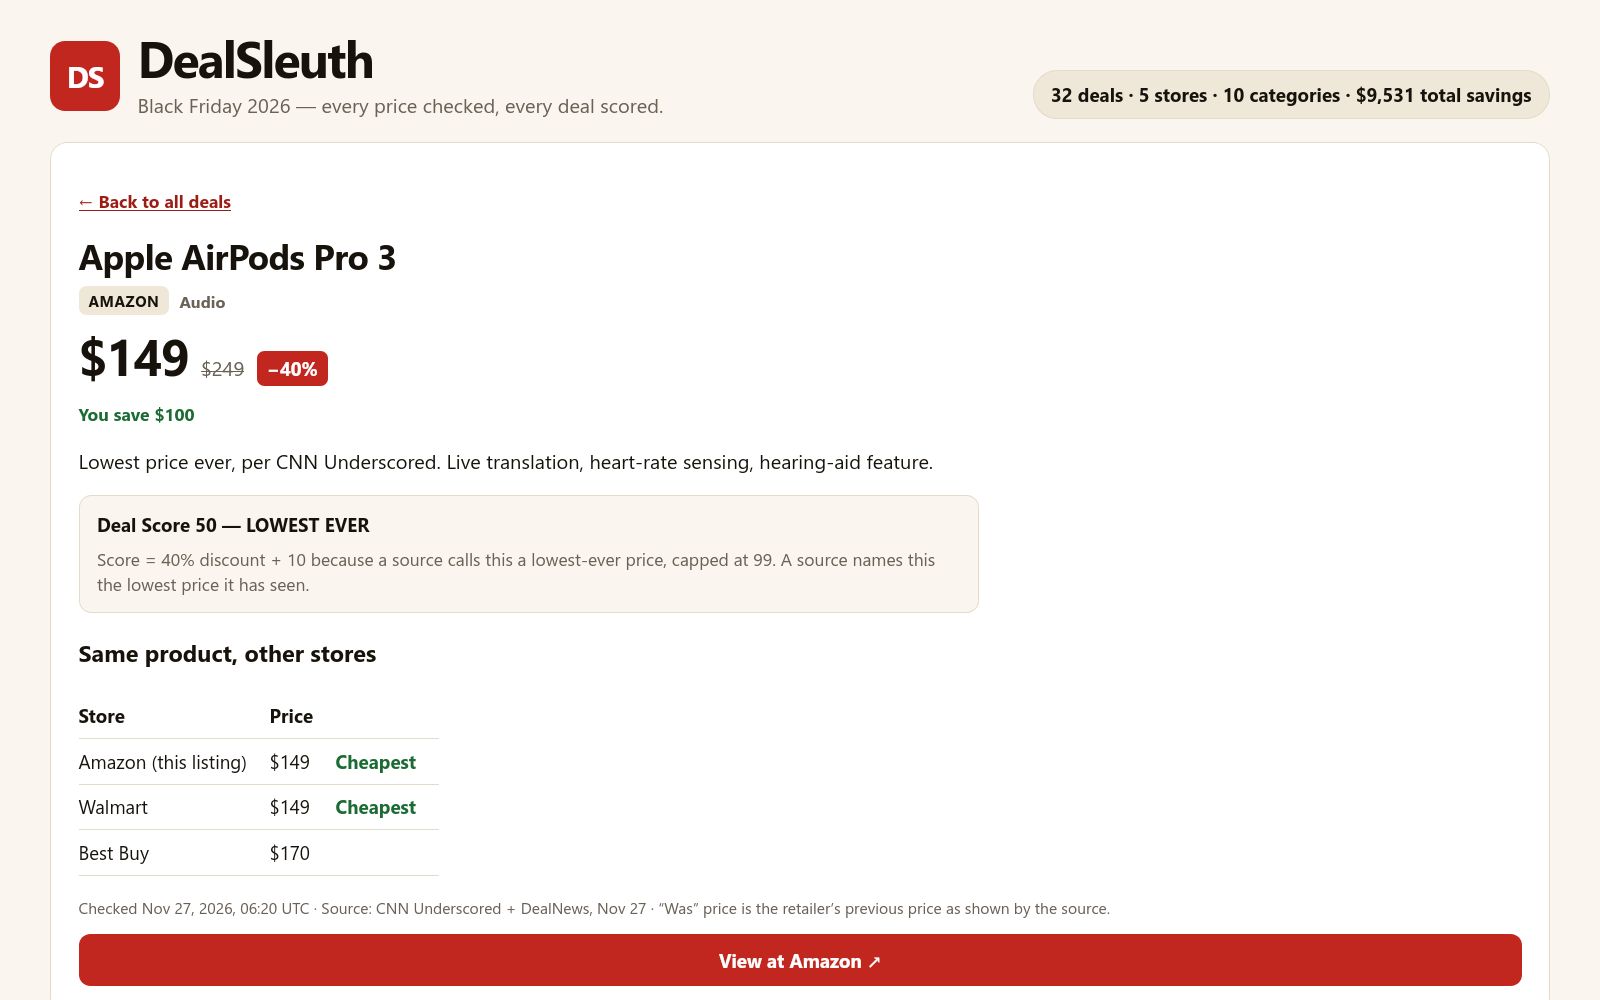 DS
DealSleuth
Black Friday 2026 — every price checked, every deal scored.
32 deals · 5 stores · 10 categories · $9,531 total savings
← Back to all deals
Apple AirPods Pro 3
AMAZON Audio
$149 $249 −40%
You save $100
Lowest price ever, per CNN Underscored. Live translation, heart-rate sensing, hearing-aid feature.
Deal Score 50 — LOWEST EVER
Score = 40% discount + 10 because a source calls this a lowest-ever price, capped at 99. A source names this
the lowest price it has seen.
Same product, other stores
Store Price
Amazon (this listing) $149 Cheapest
Walmart $149 Cheapest
Best Buy $170
Checked Nov 27, 2026, 06:20 UTC · Source: CNN Underscored + DealNews, Nov 27 · “Was” price is the retailer’s previous price as shown by the source.
View at Amazon ↗